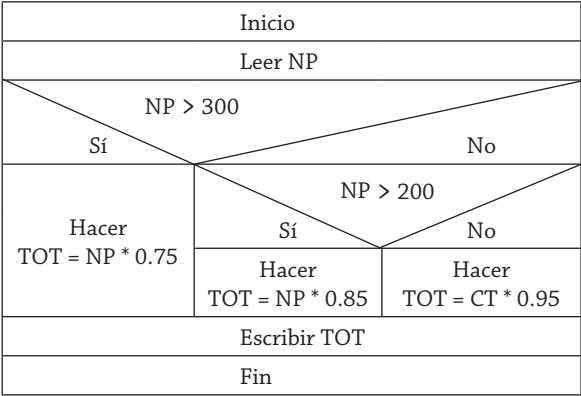 Inicio
Leer NP
NP > 300
Sí
No
NP > 200
Hacer
TOT = NP * 0.75
Sí
No
Hacer
TOT = NP * 0.85
Hacer
TOT = CT * 0.95
Escribir TOT
Fin